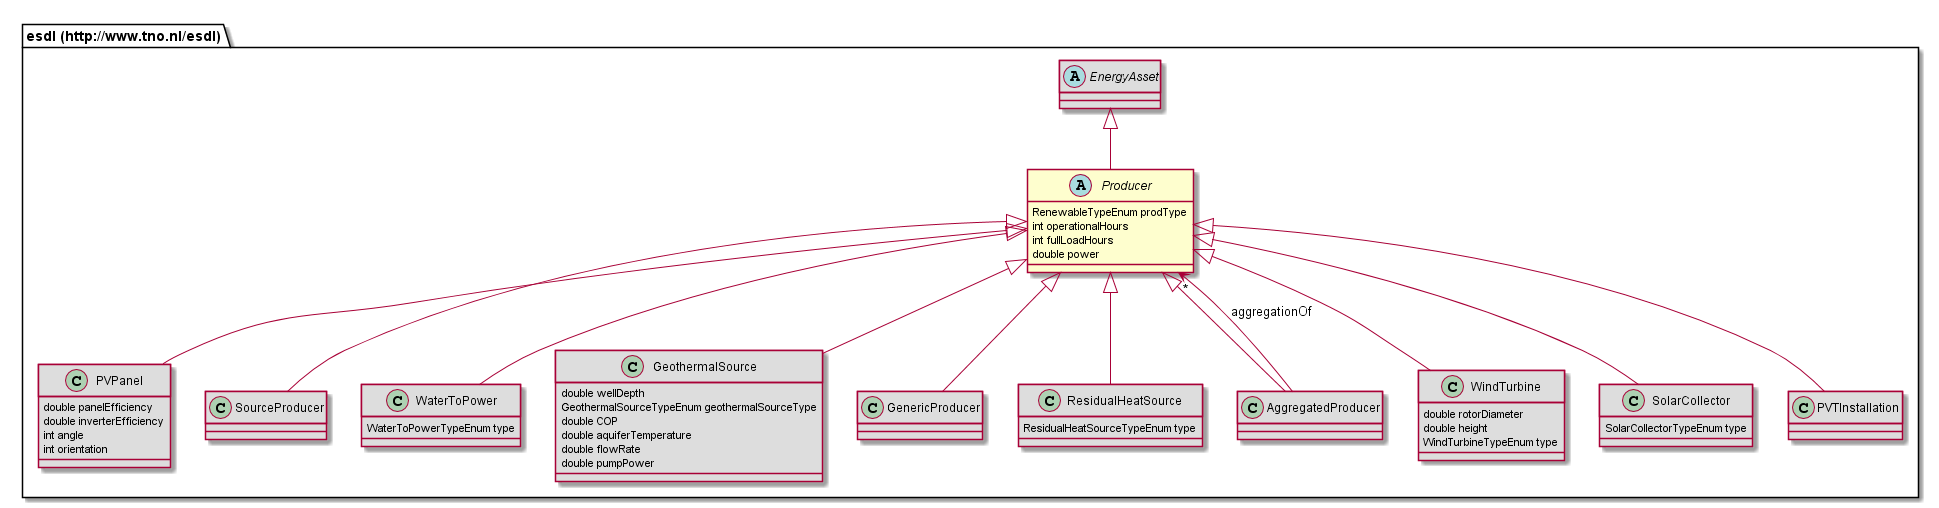 esdl (http://www.tno.nl/esdl)
A EnergyAsset
A Producer
RenewableTypeEnum prodType
int operationalHours
int fullLoadHours
double power
*
aggregationOf
C PVPanel
double panelEfficiency
double inverterEfficiency
int angle
int orientation
C SourceProducer
C WaterToPower
WaterToPowerTypeEnum type
C GeothermalSource
double wellDepth
GeothermalSourceTypeEnum geothermalSourceType
double COP
double aquiferTemperature
double flowRate
double pumpPower
C GenericProducer
C ResidualHeatSource
ResidualHeatSourceTypeEnum type
C AggregatedProducer
C WindTurbine
double rotorDiameter
double height
WindTurbineTypeEnum type
C SolarCollector
SolarCollectorTypeEnum type
C PVTInstallation